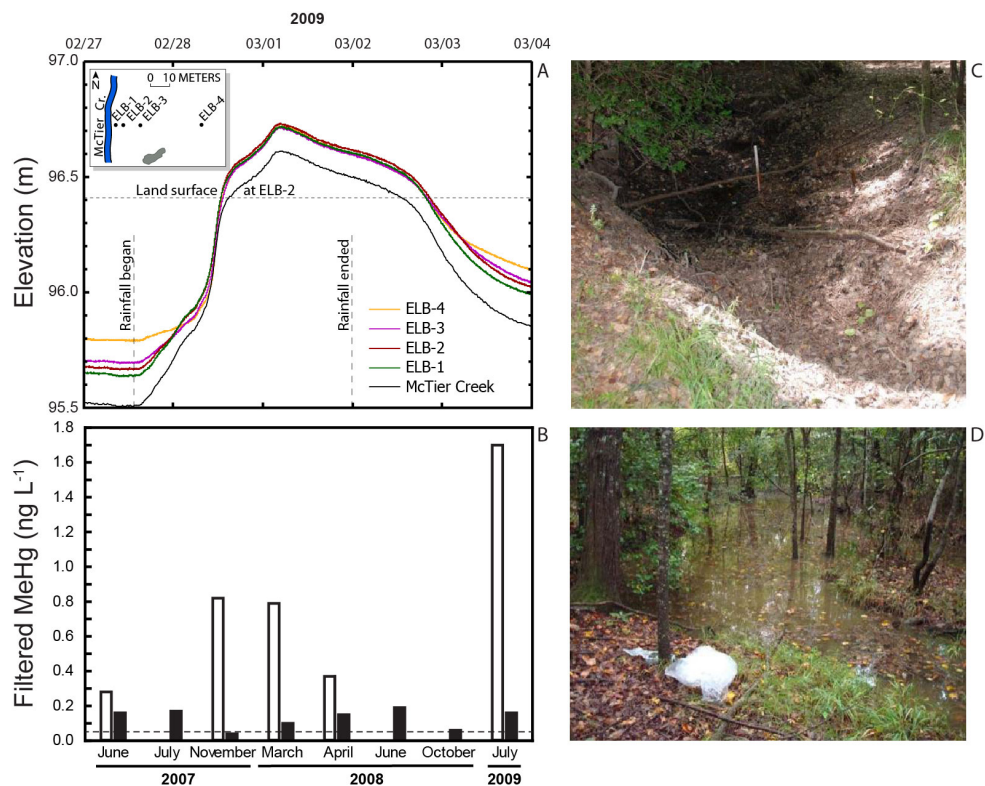 2009
02/27 02/28 03/01 03/02 03/03 03/04
A
97.0
96.5
96.0
95.5
Elevation (m)
N
0 10 METERS
McTier Cr.
ELB-1
ELB-2
ELB-3
ELB-4
Land surface at ELB-2
Rainfall began
Rainfall ended
ELB-4
ELB-3
ELB-2
ELB-1
McTier Creek
B
1.8
1.6
1.4
1.2
1.0
0.8
0.6
0.4
0.2
0.0
Filtered MeHg (ng L-1)
June July November March April June October July
2007 2008 2009
C
D